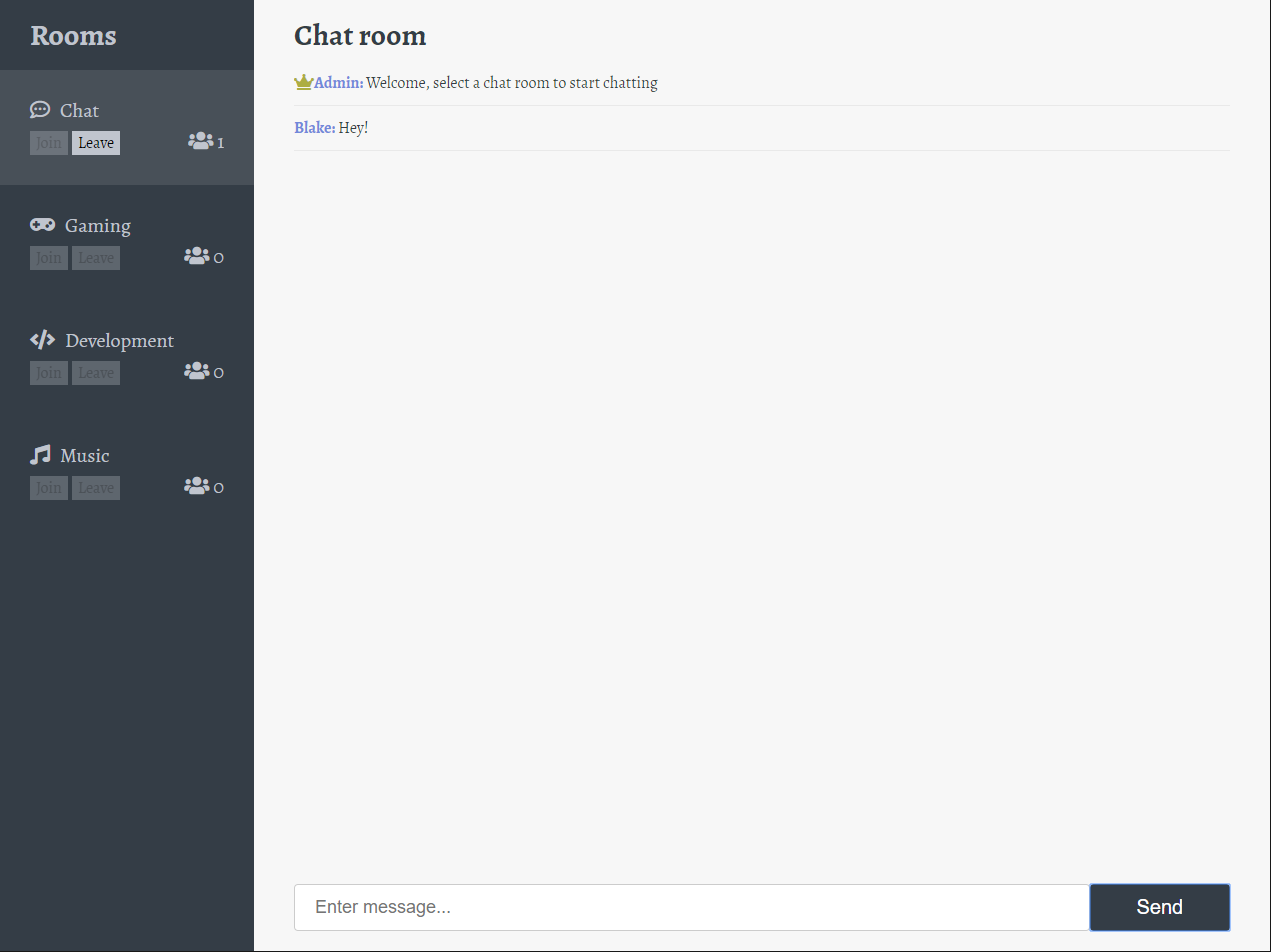 Rooms
Chat
Join Leave 1
Gaming
Join Leave 0
Development
Join Leave 0
Music
Join Leave 0
Chat room
Admin: Welcome, select a chat room to start chatting
Blake: Hey!
Enter message... Send